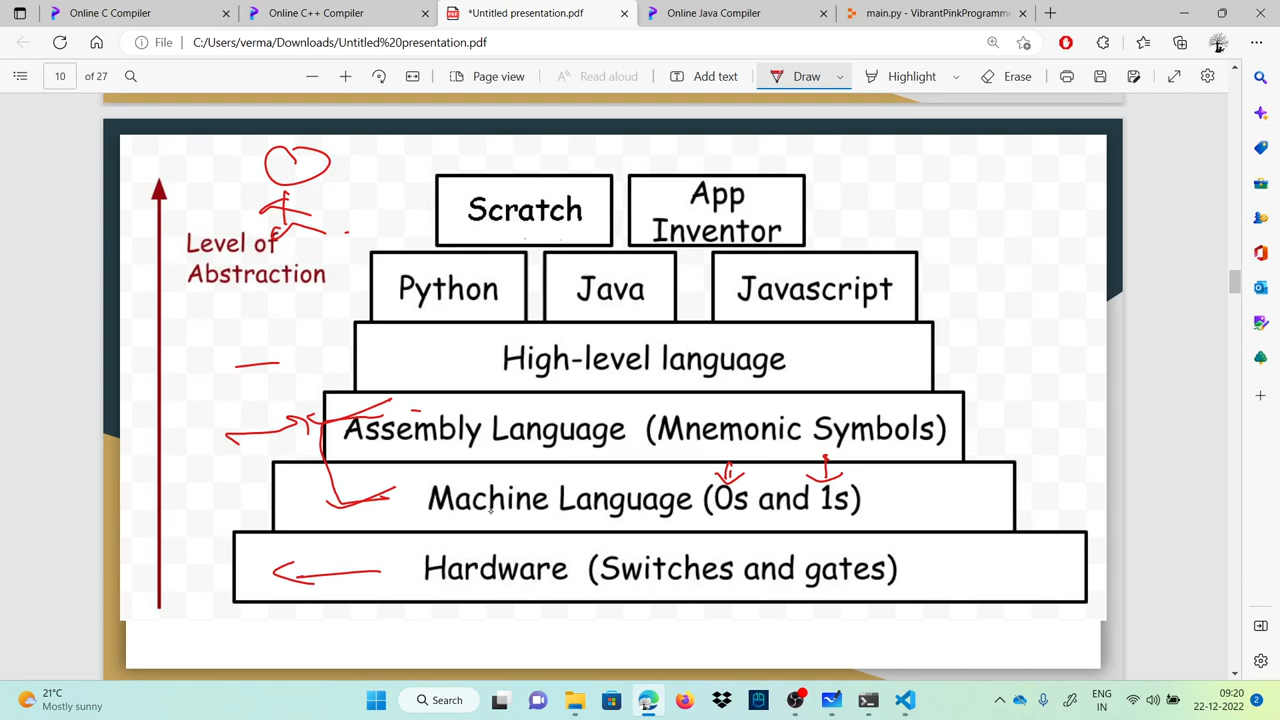 Online C Compiler
Online C++ Compiler
*Untitled presentation.pdf
Online Java Compiler
main.py - VibrantPinkProgramme
File
C:/Users/verma/Downloads/Untitled%20presentation.pdf
10 of 27
Page view
Read aloud
Add text
Draw
Highlight
Erase
Scratch
App
Inventor
Level of
Abstraction
Python
Java
Javascript
High-level language
Assembly Language (Mnemonic Symbols)
Machine Language (0s and 1s)
Hardware (Switches and gates)
21°C
Mostly sunny
Search
ENG
IN
09:20
22-12-2022
2